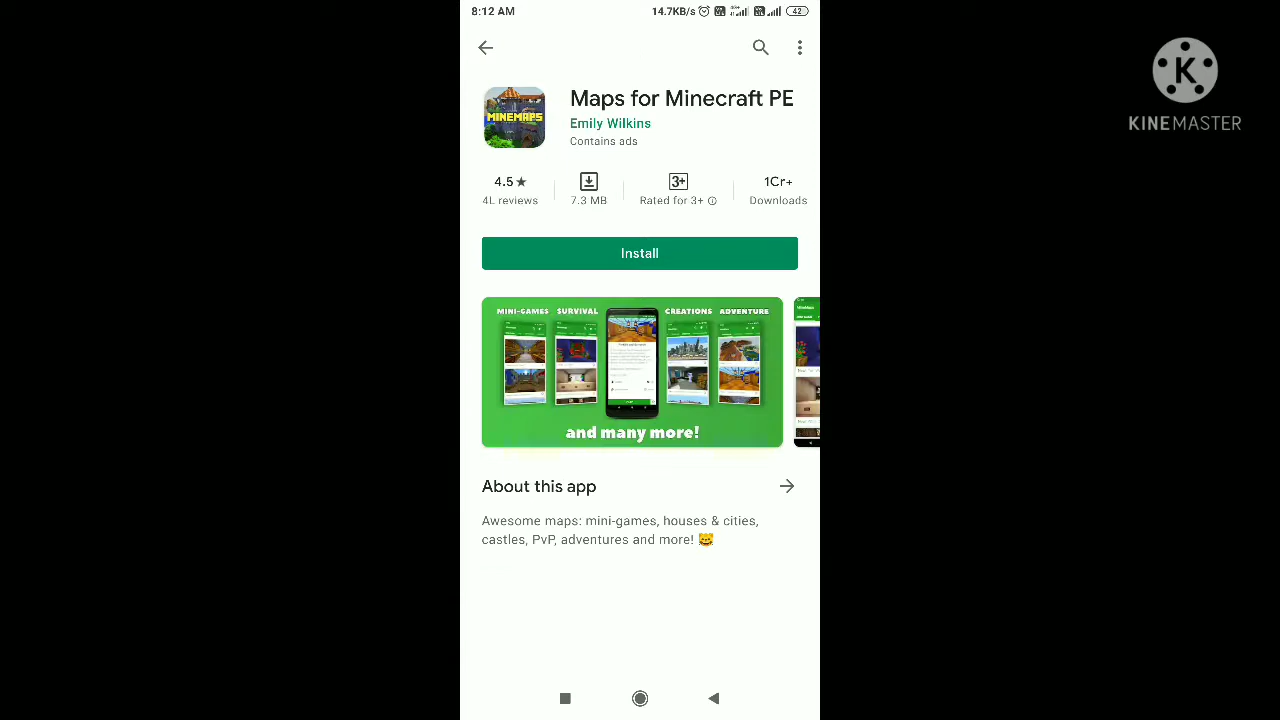 8:12 AM
14.7KB/s
42
Maps for Minecraft PE
MINEMAPS
Emily Wilkins
Contains ads
4.5★
4L reviews
7.3 MB
3+
Rated for 3+
1Cr+
Downloads
Install
MINI-GAMES SURVIVAL CREATIONS ADVENTURE
and many more!
About this app
Awesome maps: mini-games, houses & cities,
castles, PvP, adventures and more! 😺
K
KINEMASTER